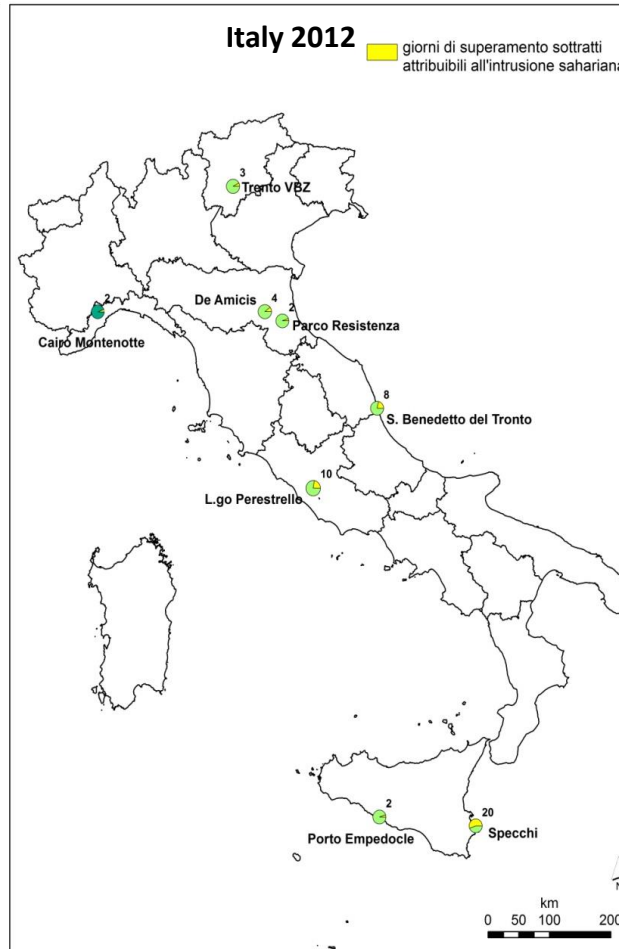 Italy 2012
giorni di superamento sottratti
attribuibili all'intrusione sahariana
3
Trento VBZ
De Amicis
4
2
Parco Resistenza
2
Cairo Montenotte
8
S. Benedetto del Tronto
10
L.go Perestrello
2
Porto Empedocle
20
Specchi
N
km
0 50 100 200